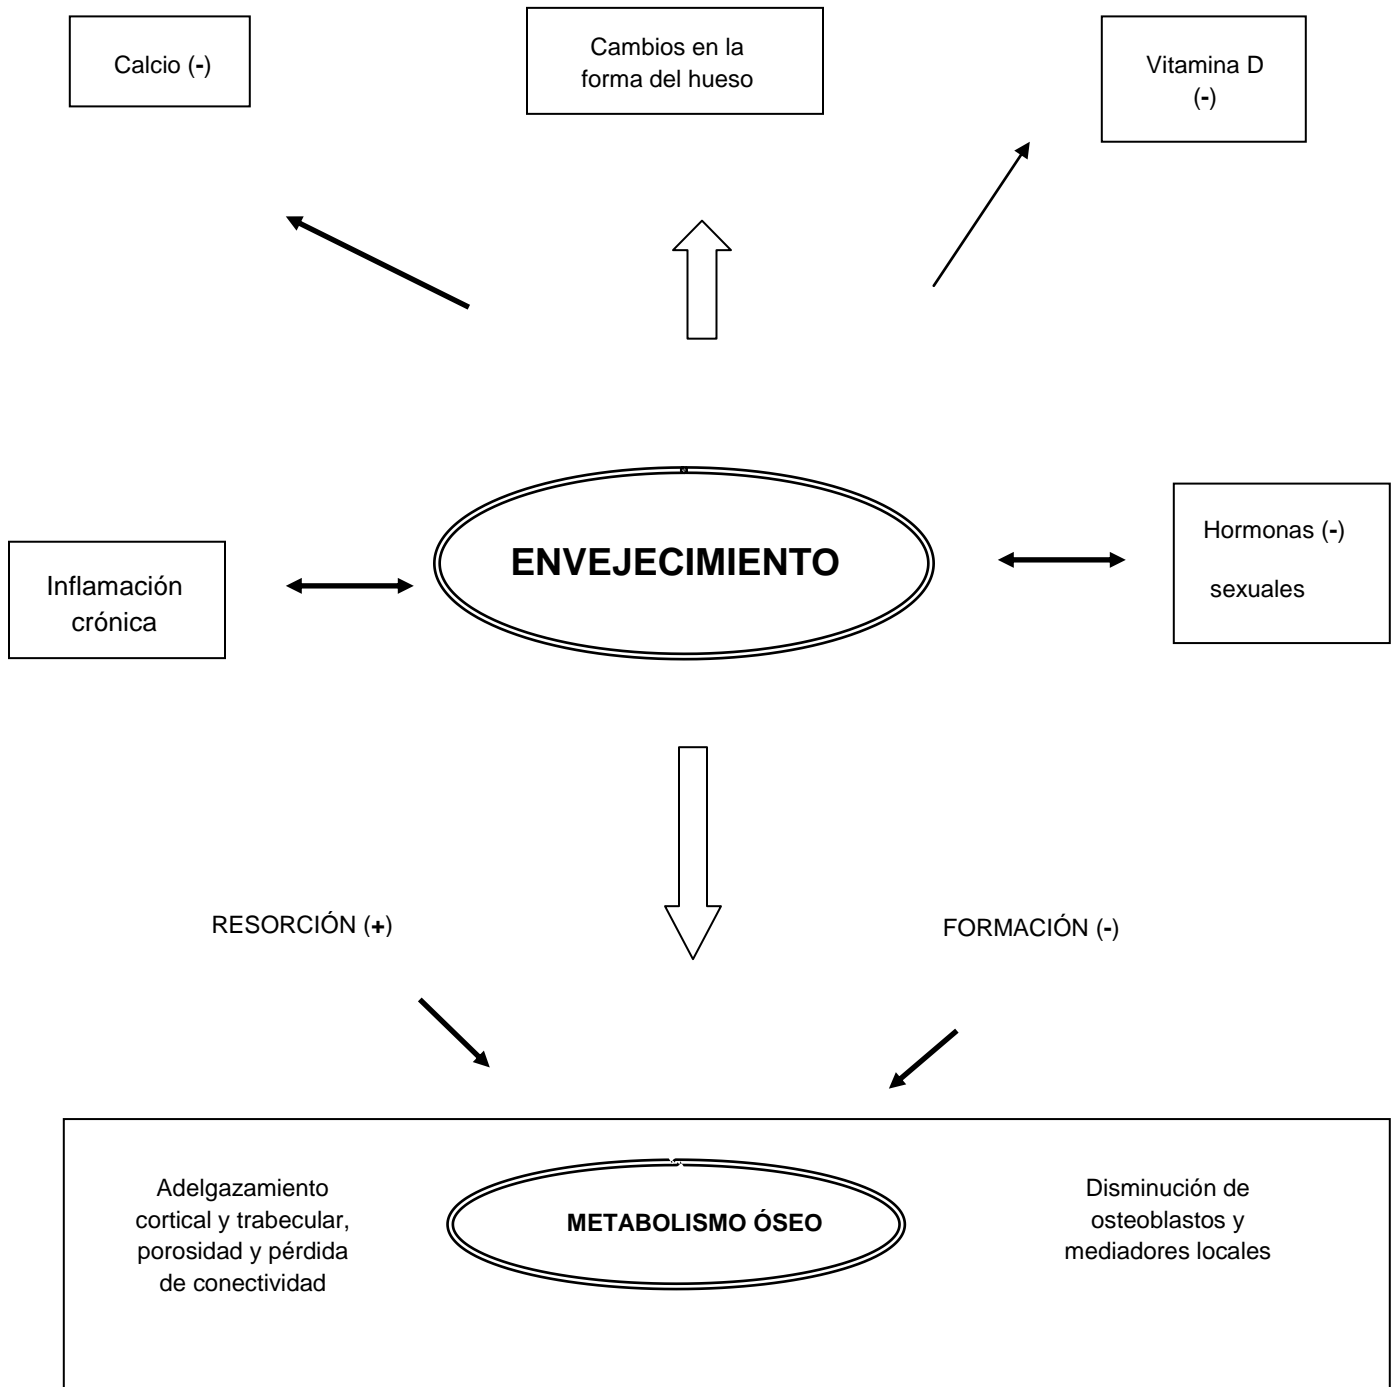 Calcio (-)
Cambios en la
forma del hueso
Vitamina D
(-)
Inflamación
crónica
ENVEJECIMIENTO
Hormonas (-)
sexuales
RESORCIÓN (+)
FORMACIÓN (-)
Adelgazamiento
cortical y trabecular,
porosidad y pérdida
de conectividad
METABOLISMO ÓSEO
Disminución de
osteoblastos y
mediadores locales